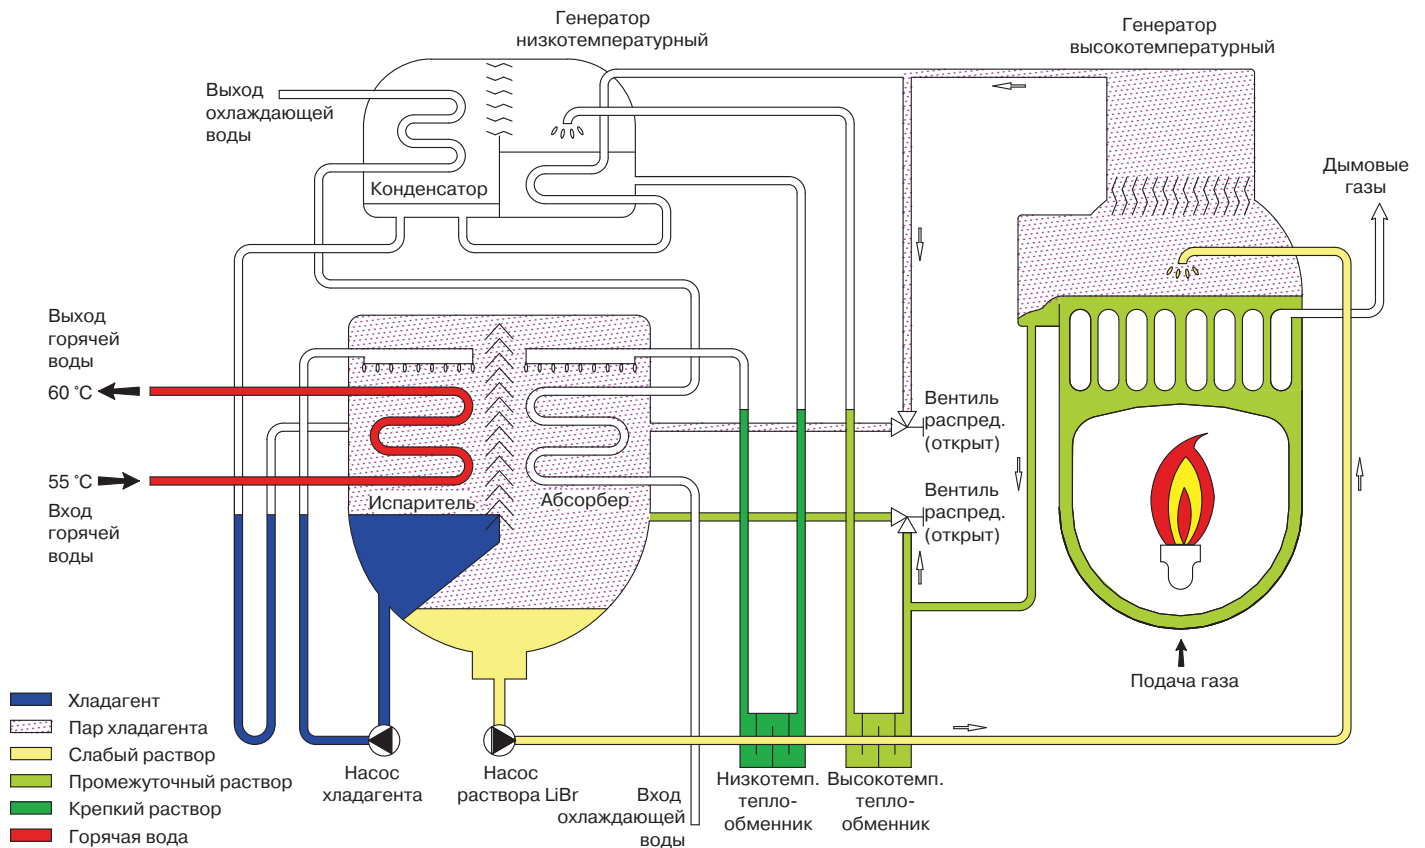 Генератор
низкотемпературный
Генератор
высокотемпературный
Выход
охлаждающей
воды
Конденсатор
Дымовые
газы
Выход
горячей
воды
60 °C
55 °C
Вход
горячей
воды
Испаритель
Абсорбер
Вентиль
распред.
(открыт)
Вентиль
распред.
(открыт)
Подача газа
Хладагент
Пар хладагента
Слабый раствор
Промежуточный раствор
Крепкий раствор
Горячая вода
Насос
хладагента
Насос
раствора LiBr
Вход
охлаждающей
воды
Низкотемп.
тепло-
обменник
Высокотемп.
тепло-
обменник